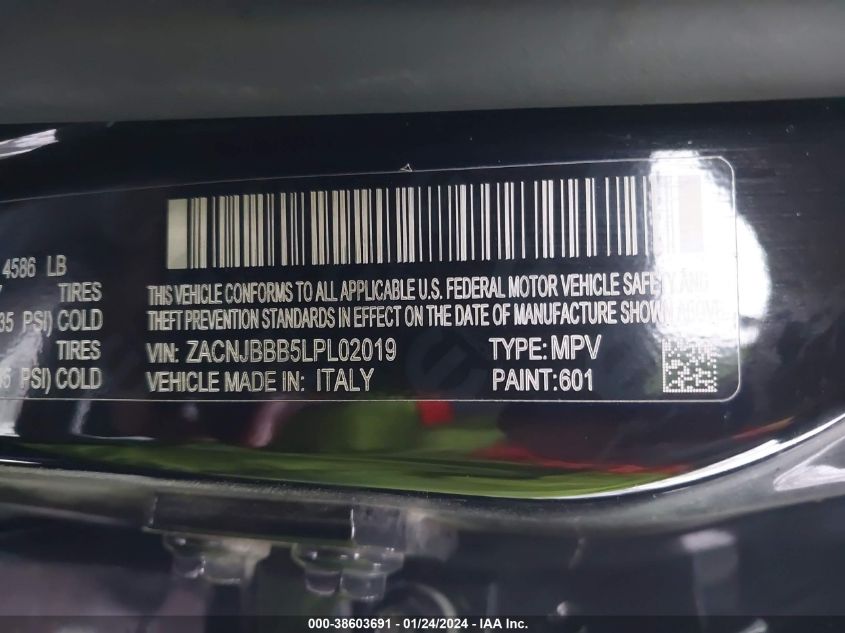 4586 LB
TIRES
35 PSI) COLD
TIRES
PSI) COLD
THIS VEHICLE CONFORMS TO ALL APPLICABLE U.S. FEDERAL MOTOR VEHICLE SAFETY AND
THEFT PREVENTION STANDARDS IN EFFECT ON THE DATE OF MANUFACTURE SHOWN ABOVE.
VIN: ZACNJBBB5LPL02019 TYPE:MPV
VEHICLE MADE IN: ITALY PAINT:601
000-38603691 - 01/24/2024 - IAA Inc.